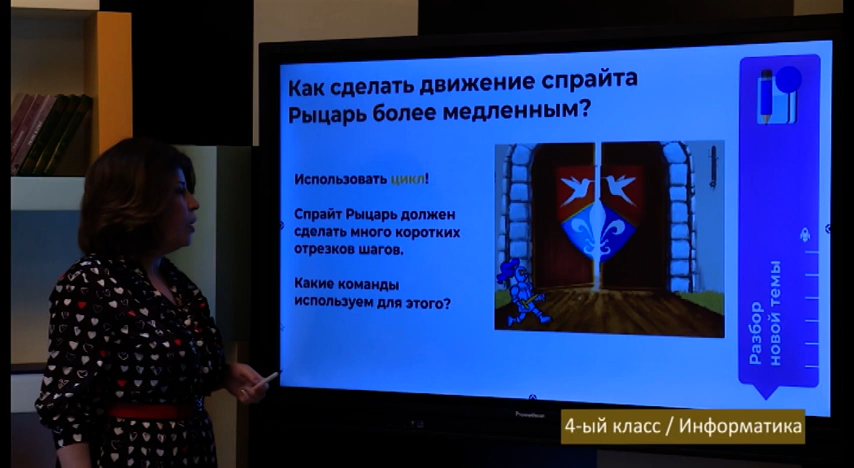 Как сделать движение спрайта
Рыцарь более медленным?
Использовать цикл!
Спрайт Рыцарь должен
сделать много коротких
отрезков шагов.
Какие команды
используем для этого?
Разбор
новой темы
Promethean
4-ый класс / Информатика